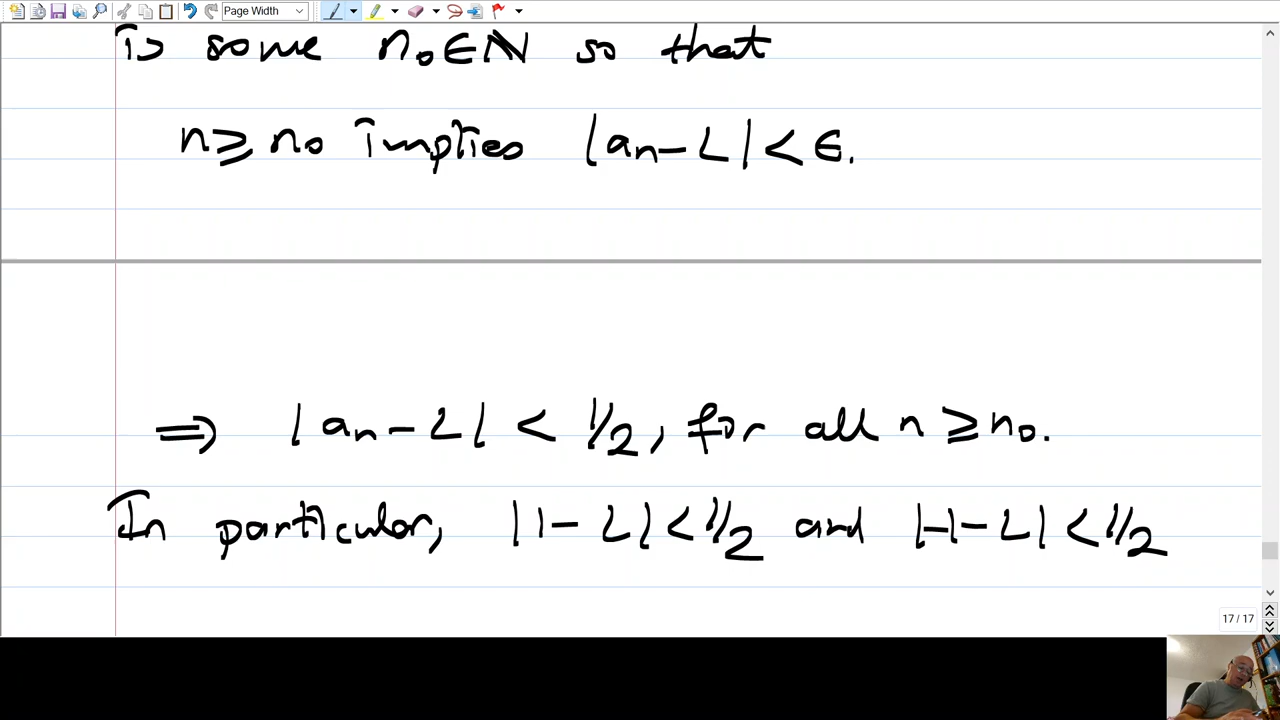 Page Width
is some n₀∈ℕ so that
n≥n₀ implies |aₙ-L|<ϵ.
⇒ |aₙ-L| < 1/2, for all n≥n₀.
In particular, |1-L|<1/2 and |-1-L|<1/2
17 / 17